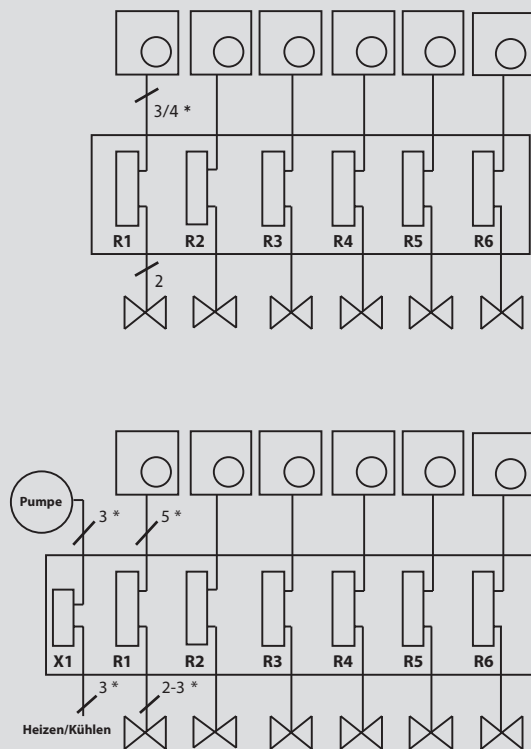 3/4 *
R1 R2 R3 R4 R5 R6
2
Pumpe
3 * 5 *
X1 R1 R2 R3 R4 R5 R6
3 * 2-3 *
Heizen/Kühlen